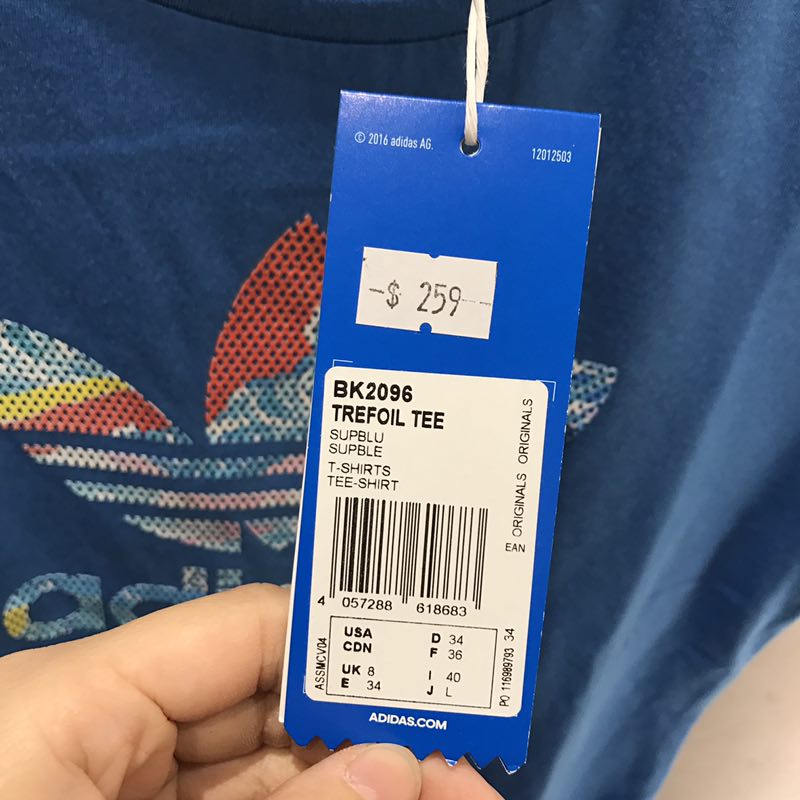 © 2016 adidas AG.
12012503
-$ 259-
BK2096
TREFOIL TEE
SUPBLU
SUPBLE
T-SHIRTS
TEE-SHIRT
ORIGINALS ORIGINALS
EAN
4 057288 618683
ASSMCV04
USA
CDN
UK 8
E 34
D 34
F 36
I 40
J L
PO 116989793 34
ADIDAS.COM
adi